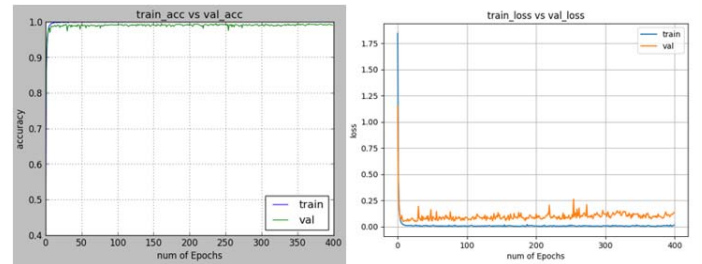 train_acc vs val_acc
1.0
0.9
0.8
0.7
0.6
0.5
0.4
accuracy
0 50 100 150 200 250 300 350 400
num of Epochs
train
val
train_loss vs val_loss
1.75
1.50
1.25
1.00
0.75
0.50
0.25
0.00
loss
0 100 200 300 400
num of Epochs
train
val